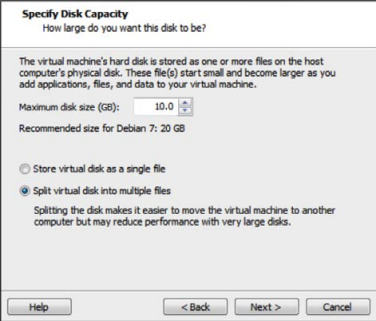 Specify Disk Capacity
How large do you want this disk to be?
The virtual machine's hard disk is stored as one or more files on the host
computer's physical disk. These file(s) start small and become larger as you
add applications, files, and data to your virtual machine.
Maximum disk size (GB): 10.0
Recommended size for Debian 7: 20 GB
Store virtual disk as a single file
Split virtual disk into multiple files
Splitting the disk makes it easier to move the virtual machine to another
computer but may reduce performance with very large disks.
Help < Back Next > Cancel